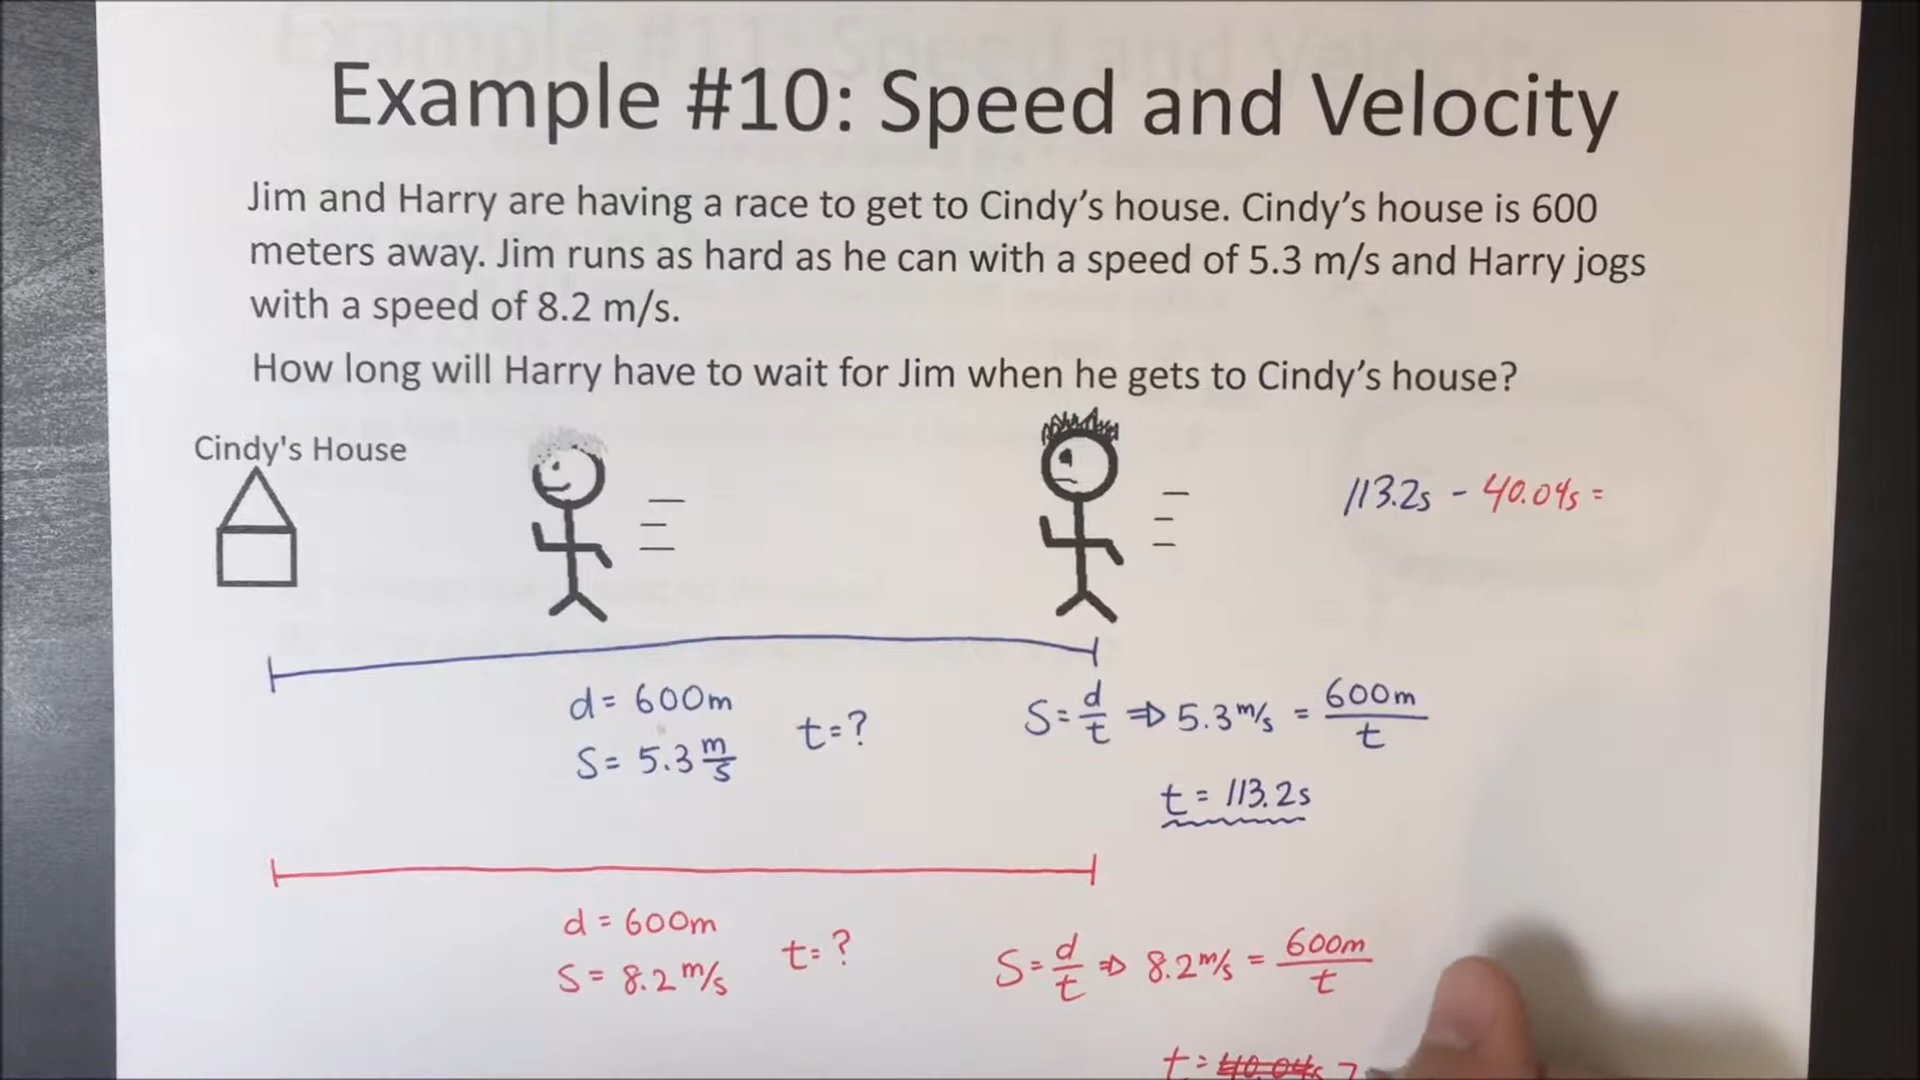 Example #10: Speed and Velocity
Jim and Harry are having a race to get to Cindy's house. Cindy's house is 600
meters away. Jim runs as hard as he can with a speed of 5.3 m/s and Harry jogs
with a speed of 8.2 m/s.
How long will Harry have to wait for Jim when he gets to Cindy's house?
Cindy's House
113.2s - 40.04s =
d = 600m
S = 5.3 m/s
t = ?
S = d/t ⇒ 5.3 m/s = 600m/t
t = 113.2s
d = 600m
S = 8.2 m/s
t = ?
S = d/t ⇒ 8.2 m/s = 600m/t
t = 40.04s 7